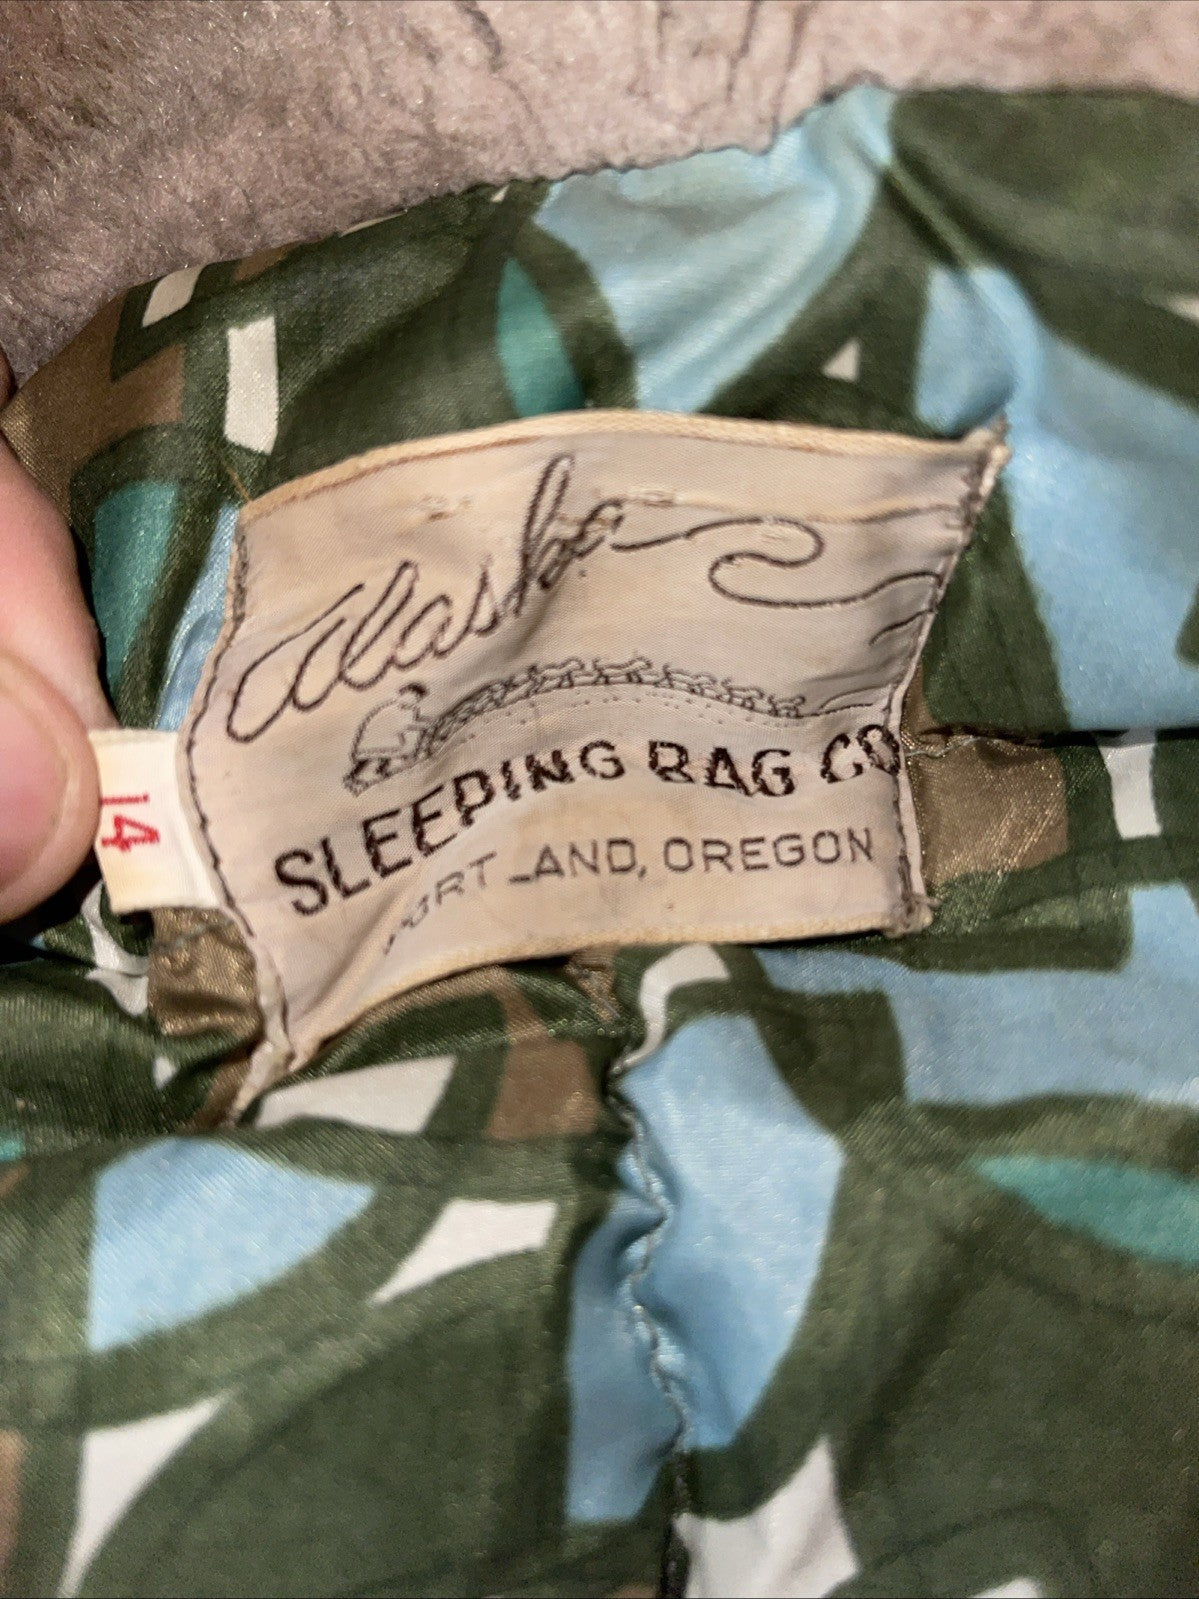 Alaska
SLEEPING BAG CO
PORTLAND, OREGON
14